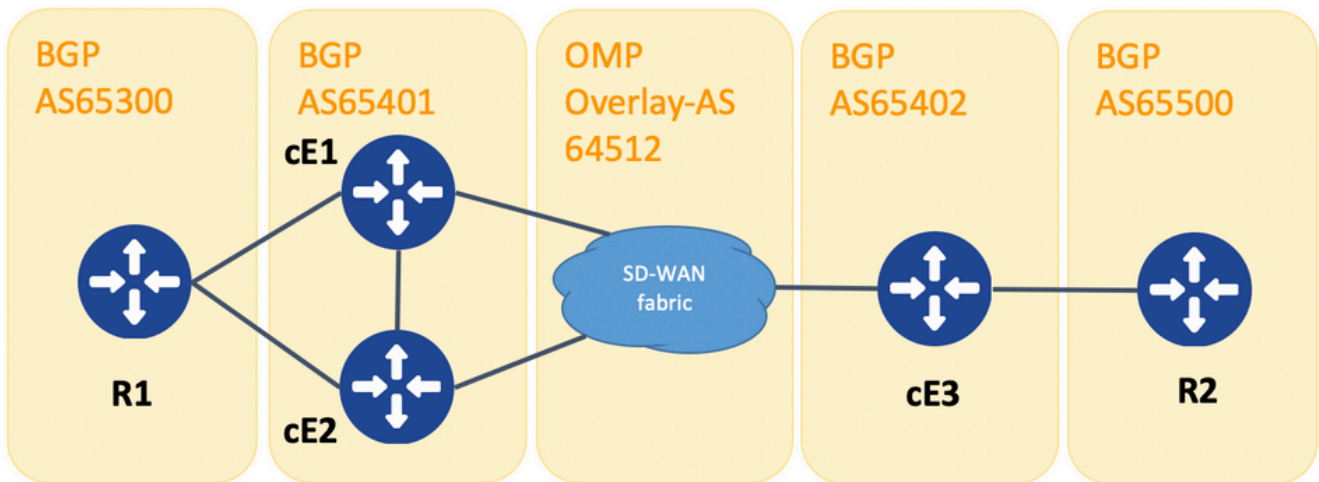 BGP
AS65300
BGP
AS65401
OMP
Overlay-AS
64512
BGP
AS65402
BGP
AS65500
cE1
SD-WAN
fabric
R1
cE2
cE3
R2